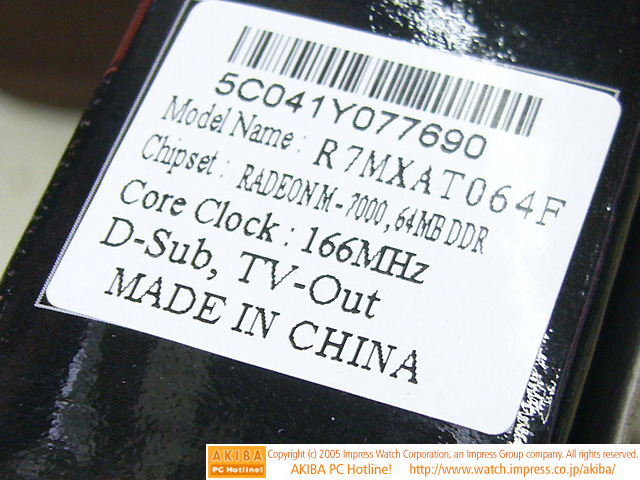 5C041Y077690
Model Name : R7MXAT064F
Chipset : RADEON M-7000, 64MB DDR
Core Clock : 166MHz
D-Sub, TV-Out
MADE IN CHINA
AKIBA PC Hotline!
Copyright (c) 2005 Impress Watch Corporation, an Impress Group company. All rights reserved.
AKIBA PC Hotline! http://www.watch.impress.co.jp/akiba/